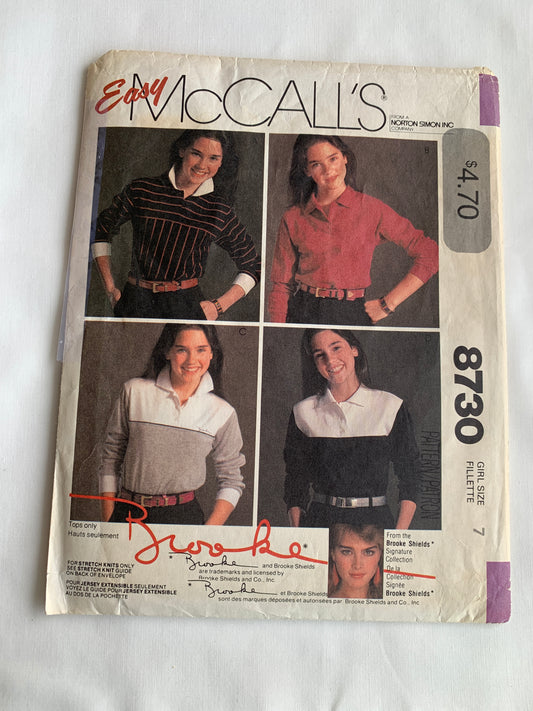 Easy McCALL'S®
FROM A
NORTON SIMON INC
COMPANY
$4.70
B
C
D
8730
GIRL SIZE
FILLETTE
7
PATTERN/PATRON
Tops only
Hauts seulement
Brooke*
FOR STRETCH KNITS ONLY
SEE STRETCH KNIT GUIDE
ON BACK OF ENVELOPE
POUR JERSEY EXTENSIBLE SEULEMENT
VOYEZ LE GUIDE POUR JERSEY EXTENSIBLE
AU DOS DE LA POCHETTE
* Brooke and Brooke Shields
are trademarks and licensed by
Brooke Shields and Co., Inc.
* Brooke et Brooke Shields
sont des marques déposées et autorisées par: Brooke Shields and Co., Inc
From the
Brooke Shields*
Signature
Collection
De la
Collection
Signée
Brooke Shields*